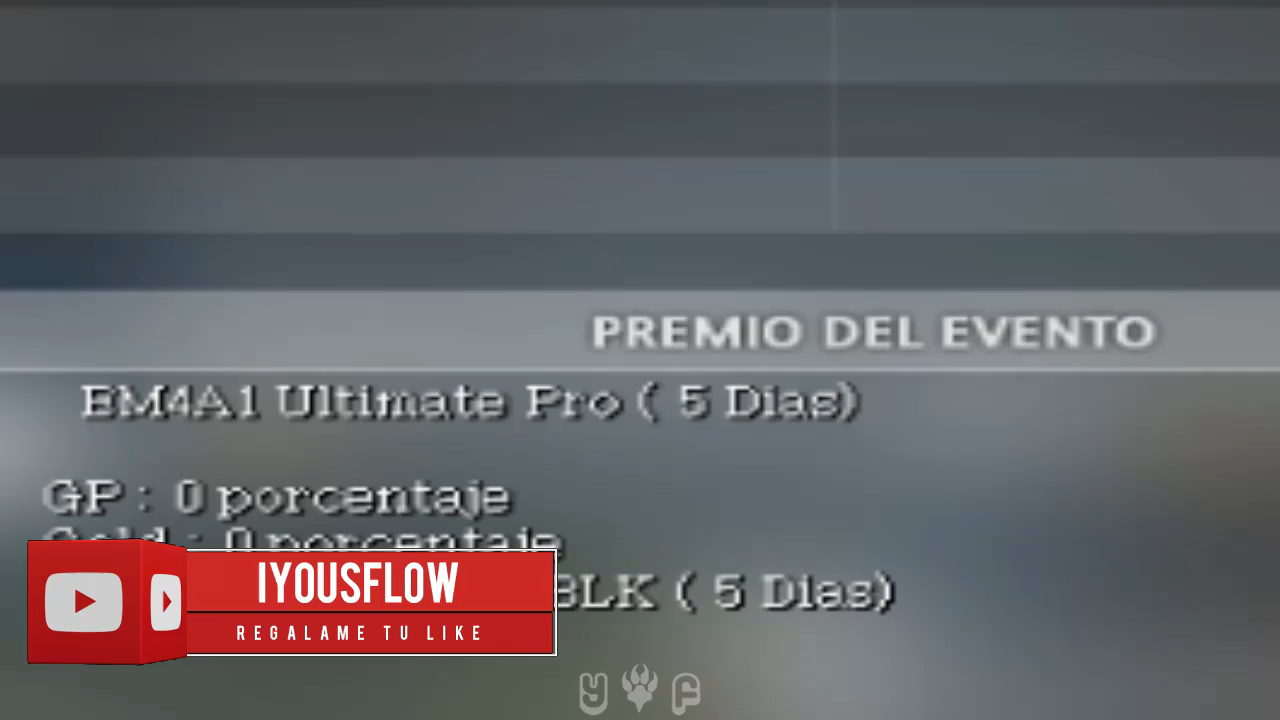 PREMIO DEL EVENTO
EM4A1 Ultimate Pro ( 5 Dias)
GP : 0 porcentaje
Gold : 0 porcentaje
BLK ( 5 Dias)
IYOUSFLOW
REGALAME TU LIKE
Y F